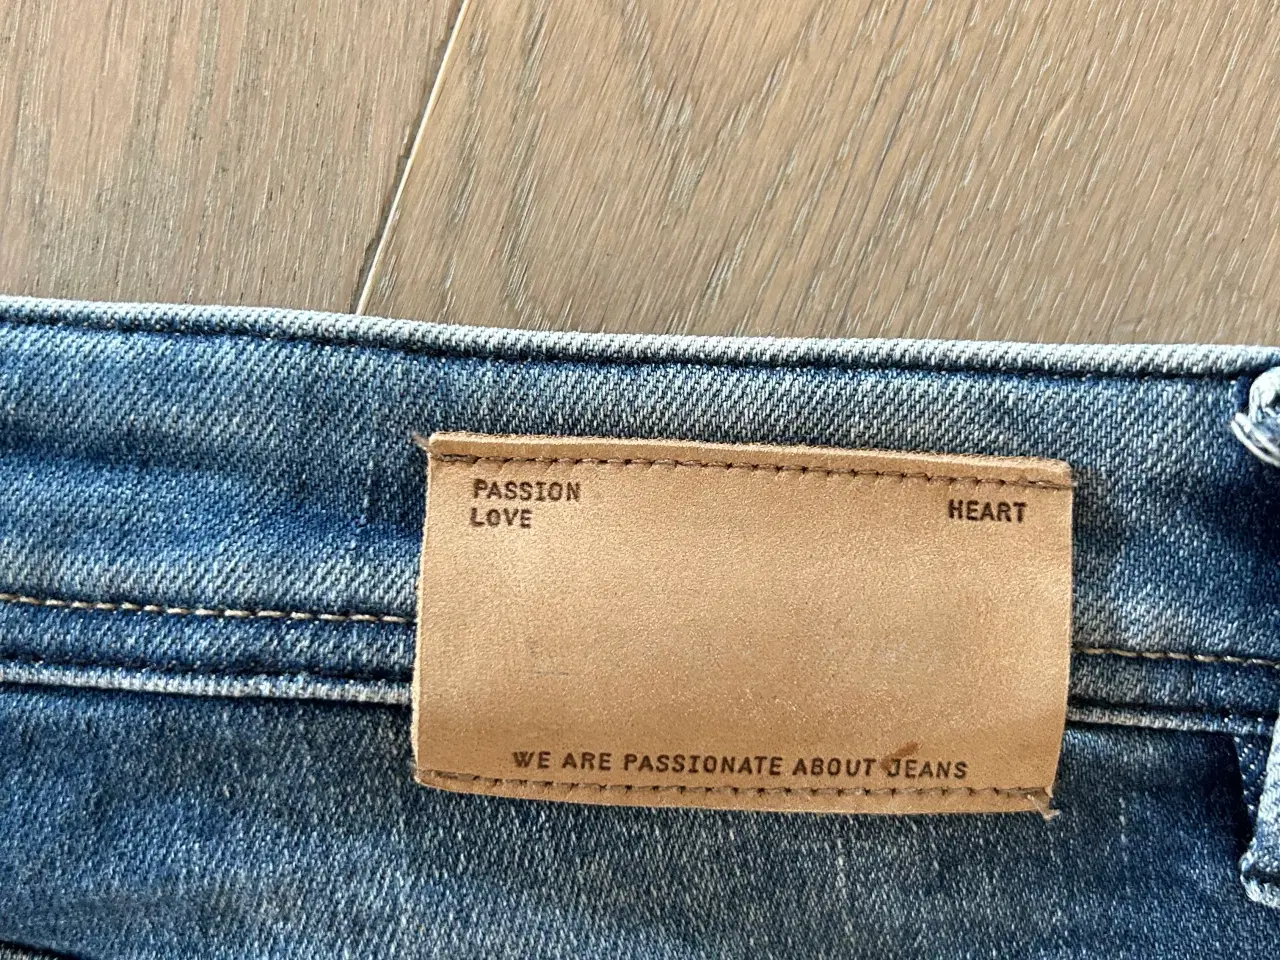 PASSION
LOVE
HEART
WE ARE PASSIONATE ABOUT JEANS